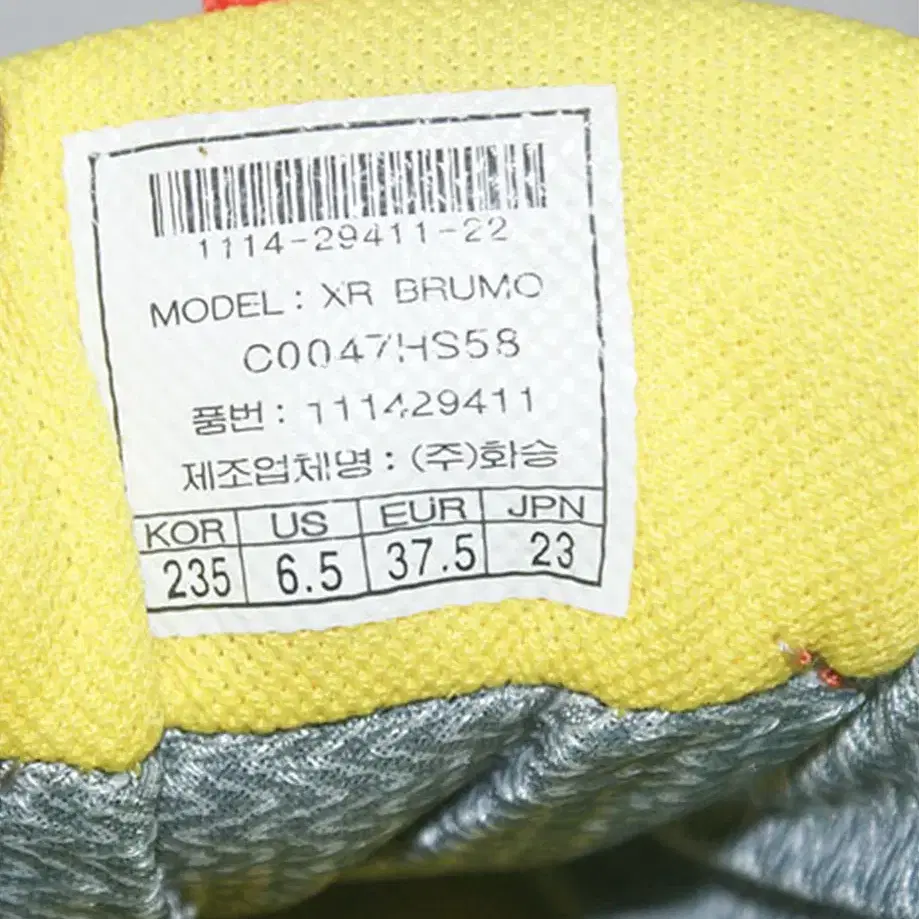 1114-29411-22
MODEL : XR BRUMO
C0047HS58
품번 : 111429411
제조업체명 : (주)화승
KOR US EUR JPN
235 6.5 37.5 23